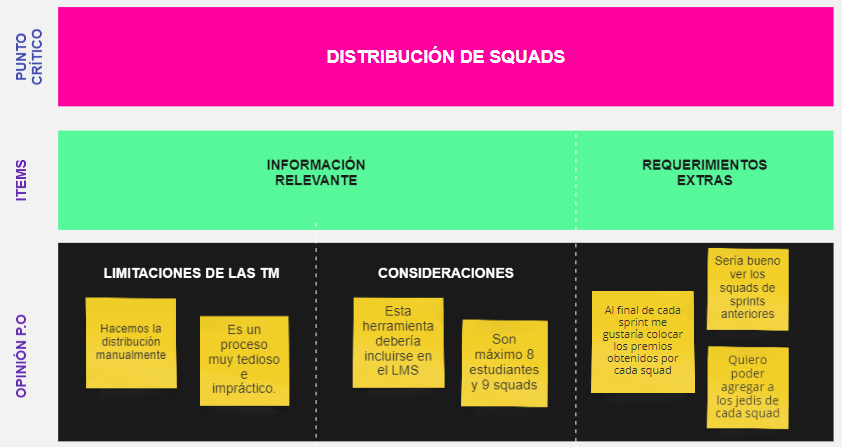 PUNTO
CRÍTICO
DISTRIBUCIÓN DE SQUADS
ITEMS
INFORMACIÓN
RELEVANTE
REQUERIMIENTOS
EXTRAS
OPINIÓN P.O
LIMITACIONES DE LAS TM
Hacemos la
distribución
manualmente
Es un
proceso
muy tedioso
e
impráctico.
CONSIDERACIONES
Esta
herramienta
debería
incluirse en
el LMS
Son
máximo 8
estudiantes
y 9 squads
Al final de cada
sprint me
gustaría colocar
los premios
obtenidos por
cada squad
Sería bueno
ver los
squads de
sprints
anteriores
Quiero
poder
agregar a
los jedis de
cada squad